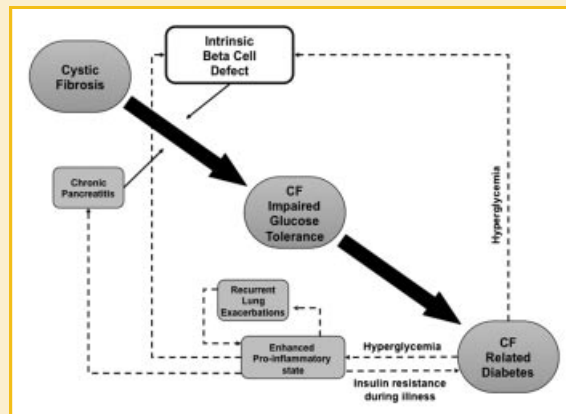 Intrinsic
Beta Cell
Defect
Cystic
Fibrosis
Chronic
Pancreatitis
CF
Impaired
Glucose
Tolerance
Hyperglycemia
Recurrent
Lung
Exacerbations
Enhanced
Pro-inflammatory
state
Hyperglycemia
Insulin resistance
during illness
CF
Related
Diabetes